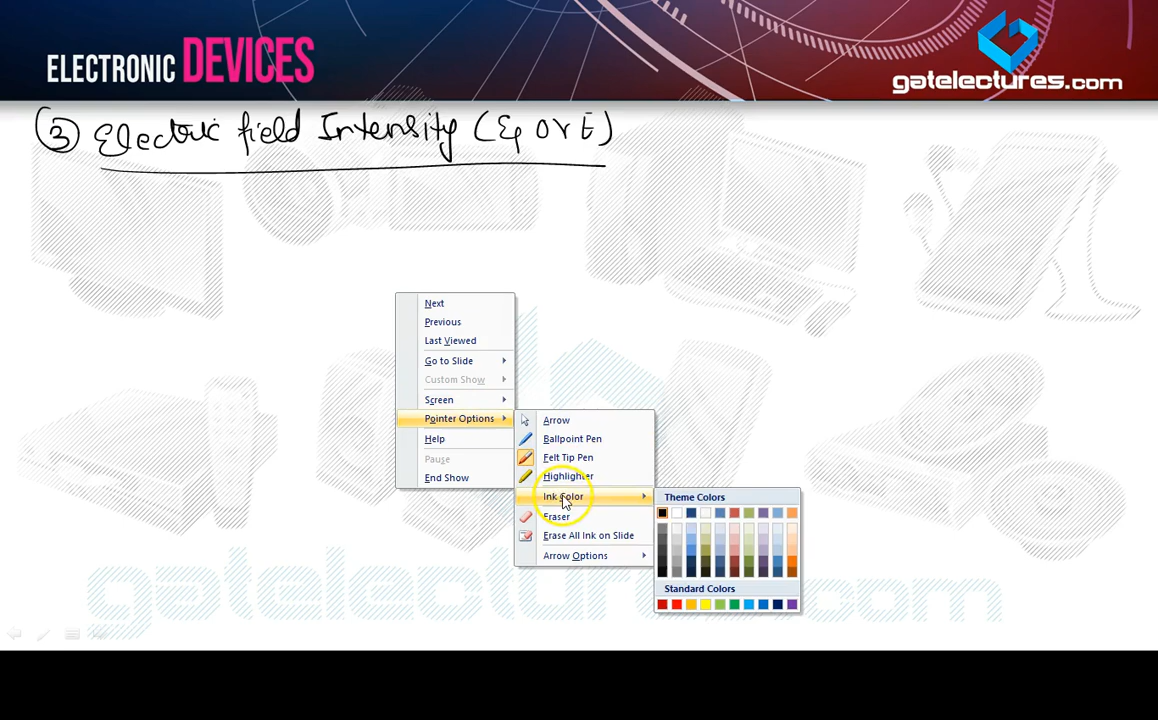 ELECTRONIC DEVICES
gatelectures.com
(3) Electric field Intensity (ξ or E)
Next
Previous
Last Viewed
Go to Slide
Custom Show
Screen
Pointer Options
Help
Pause
End Show
Arrow
Ballpoint Pen
Felt Tip Pen
Highlighter
Ink Color
Eraser
Erase All Ink on Slide
Arrow Options
Theme Colors
Standard Colors
gatelectures.com